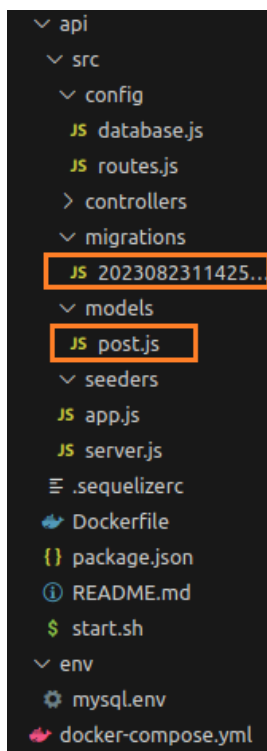 api
src
config
JS database.js
JS routes.js
controllers
migrations
JS 2023082311425...
models
JS post.js
seeders
JS app.js
JS server.js
.sequelizerc
Dockerfile
{} package.json
README.md
$ start.sh
env
mysql.env
docker-compose.yml